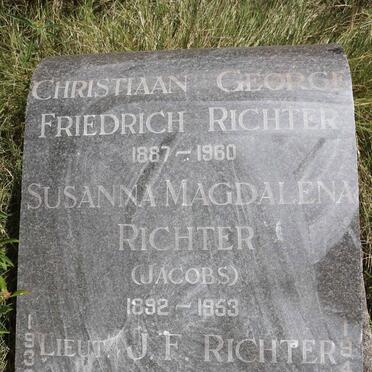 CHRISTIAAN GEORGE
FRIEDRICH RICHTER
1887–1960
SUSANNA MAGDALENA
RICHTER
(JACOBS)
1892–1953
LIEUT. J. F. RICHTER